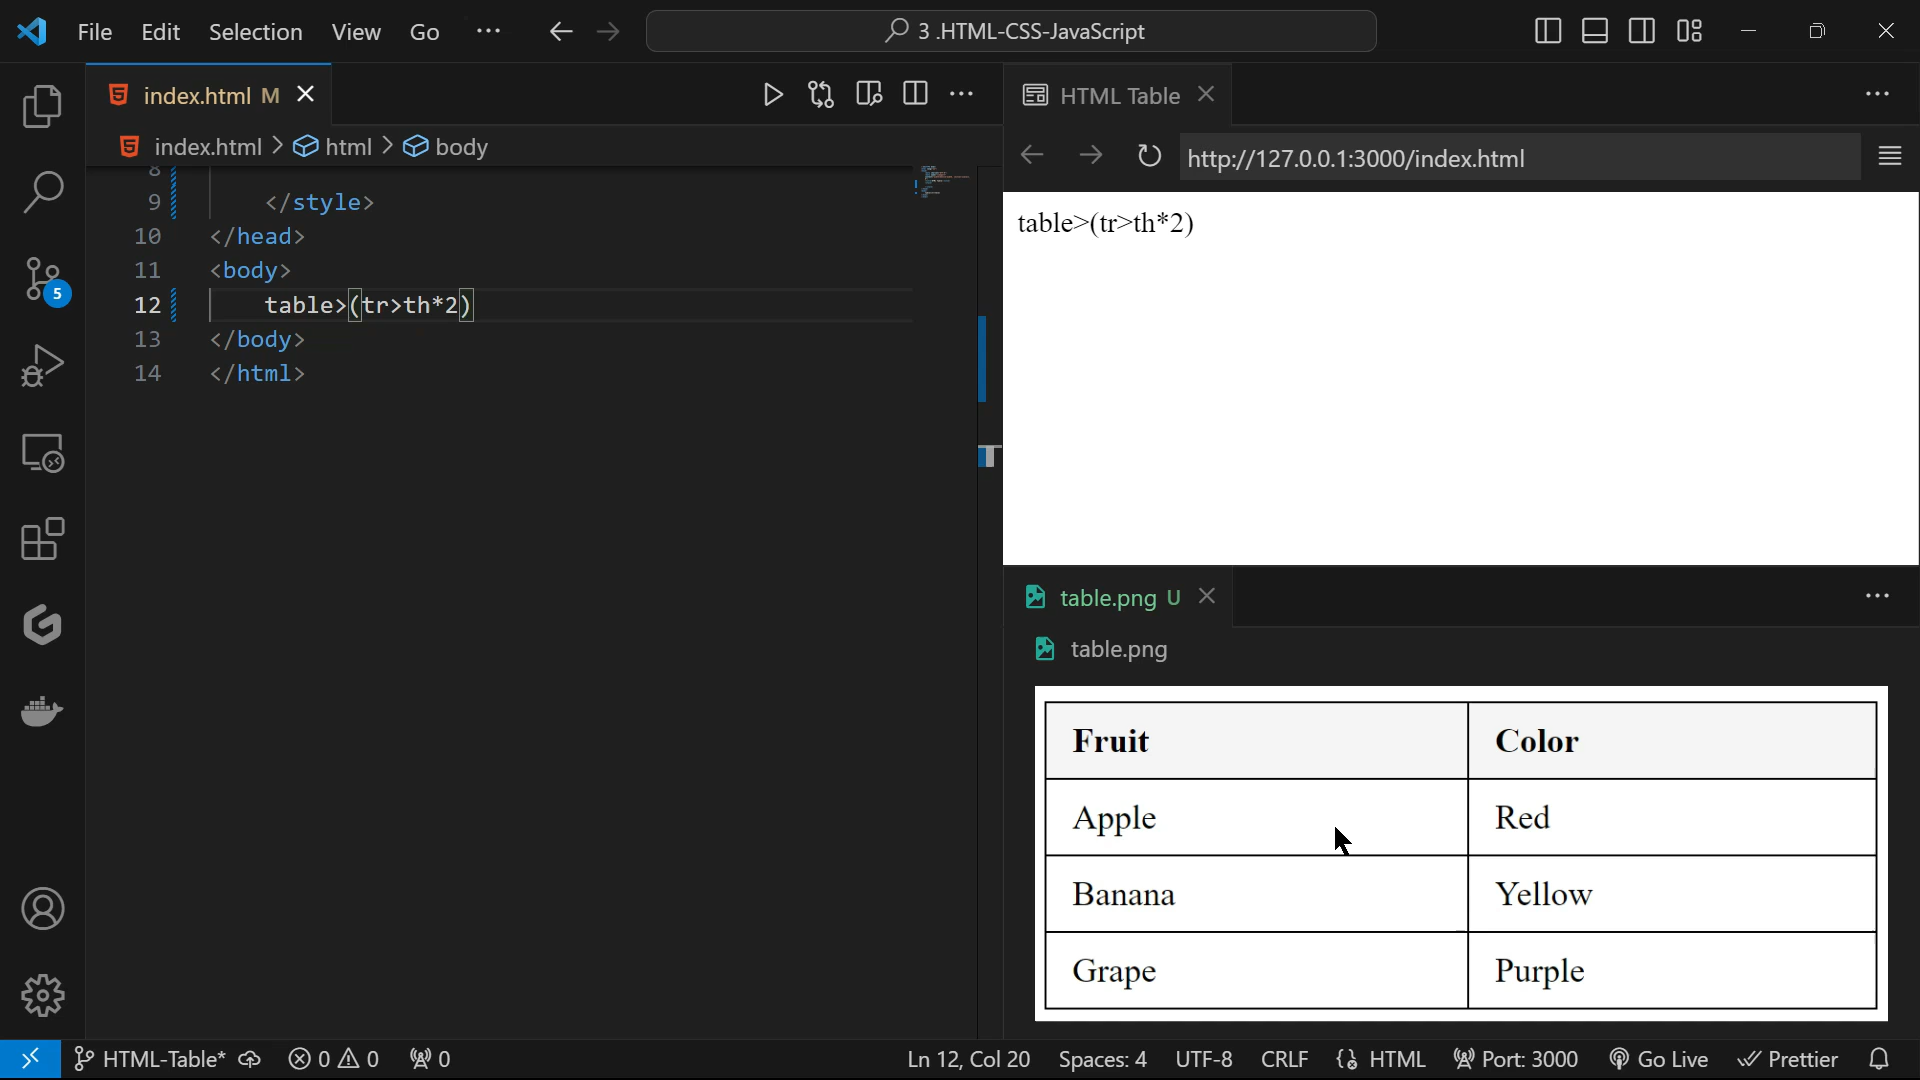 File Edit Selection View Go ··· 3 .HTML-CSS-JavaScript
index.html M
HTML Table
index.html > html > body
http://127.0.0.1:3000/index.html
8
9 </style>
10 </head>
11 <body>
12 table>(tr>th*2)
13 </body>
14 </html>
5
table>(tr>th*2)
table.png U
table.png
Fruit Color
Apple Red
Banana Yellow
Grape Purple
HTML-Table* 0 0 0 Ln 12, Col 20 Spaces: 4 UTF-8 CRLF {} HTML Port: 3000 Go Live Prettier